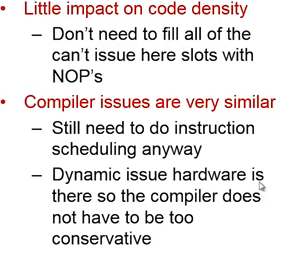 • Little impact on code density
– Don't need to fill all of the
can't issue here slots with
NOP's
• Compiler issues are very similar
– Still need to do instruction
scheduling anyway
– Dynamic issue hardware is
there so the compiler does
not have to be too
conservative